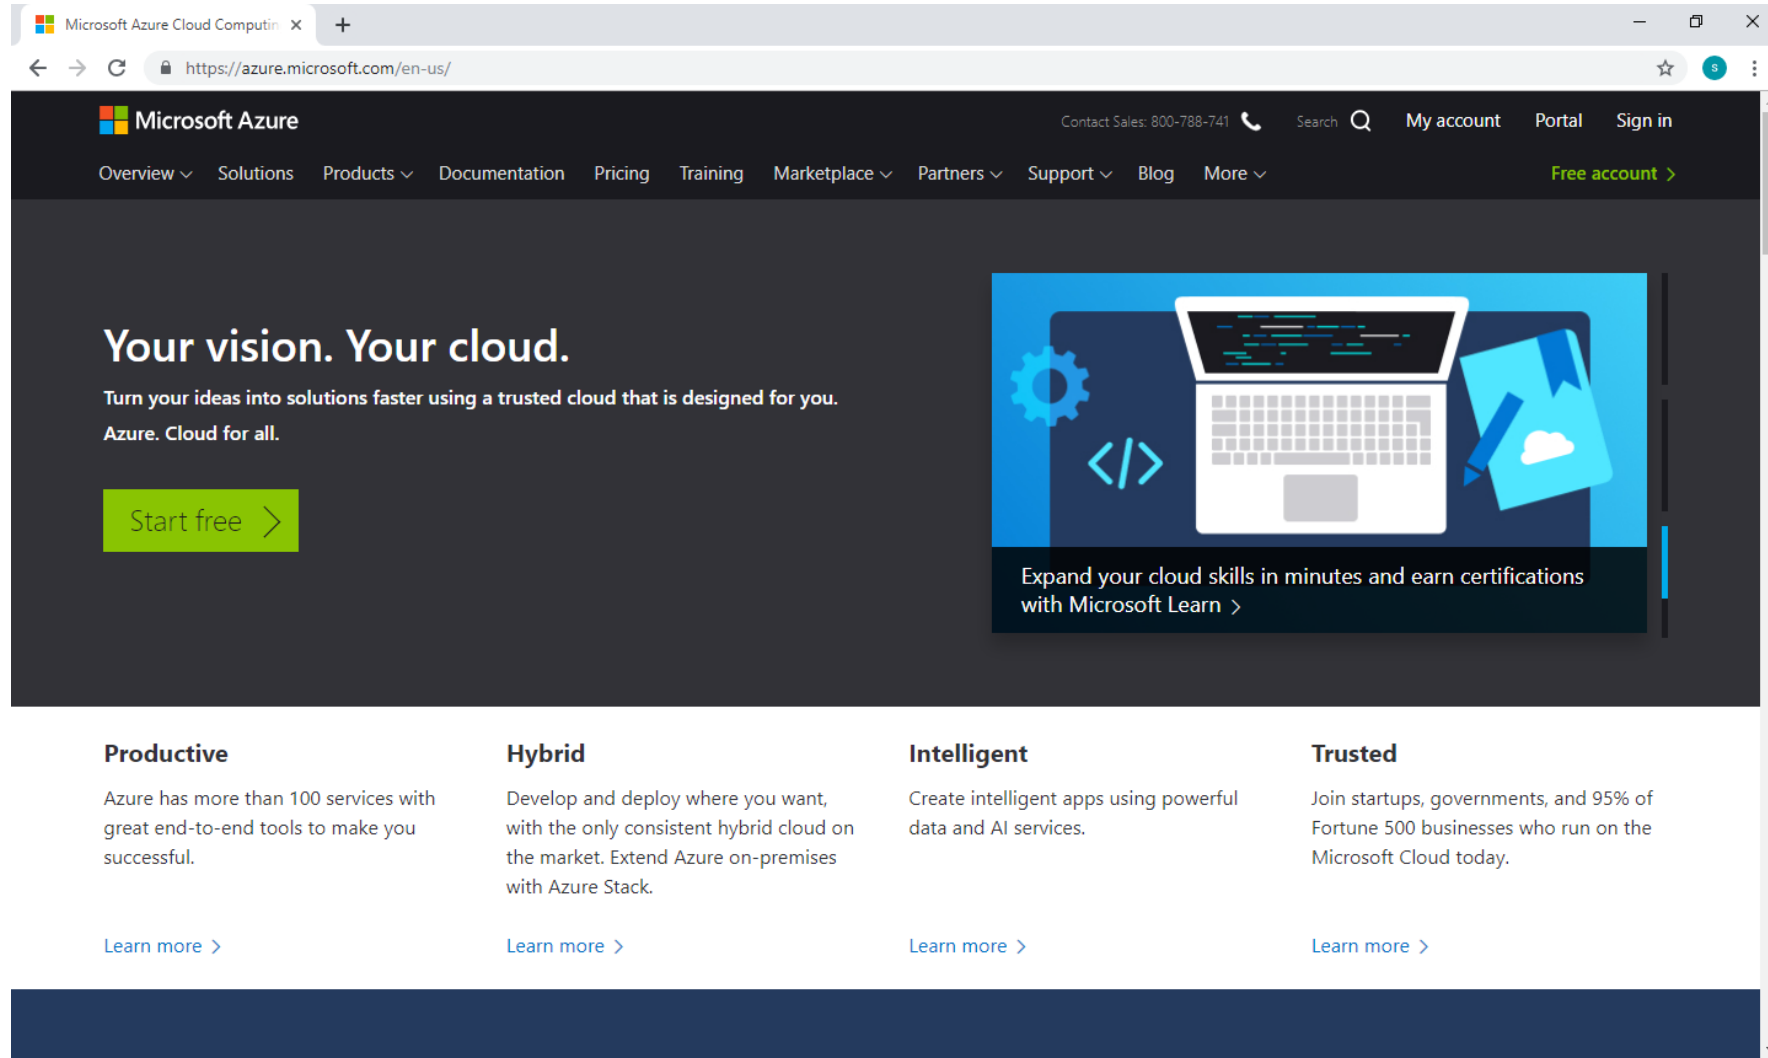 Microsoft Azure Cloud Computin
https://azure.microsoft.com/en-us/
S
Microsoft Azure
Contact Sales: 800-788-741
Search
My account
Portal
Sign in
Overview
Solutions
Products
Documentation
Pricing
Training
Marketplace
Partners
Support
Blog
More
Free account
Your vision. Your cloud.
Turn your ideas into solutions faster using a trusted cloud that is designed for you.
Azure. Cloud for all.
Start free
</>
Expand your cloud skills in minutes and earn certifications
with Microsoft Learn
Productive
Azure has more than 100 services with
great end-to-end tools to make you
successful.
Learn more
Hybrid
Develop and deploy where you want,
with the only consistent hybrid cloud on
the market. Extend Azure on-premises
with Azure Stack.
Learn more
Intelligent
Create intelligent apps using powerful
data and AI services.
Learn more
Trusted
Join startups, governments, and 95% of
Fortune 500 businesses who run on the
Microsoft Cloud today.
Learn more